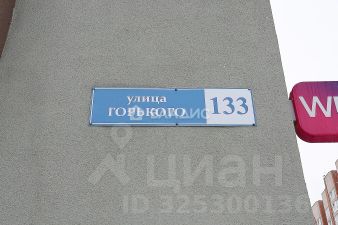 улица
ГОРЬКОГО 133
W
циан
ID 325300136